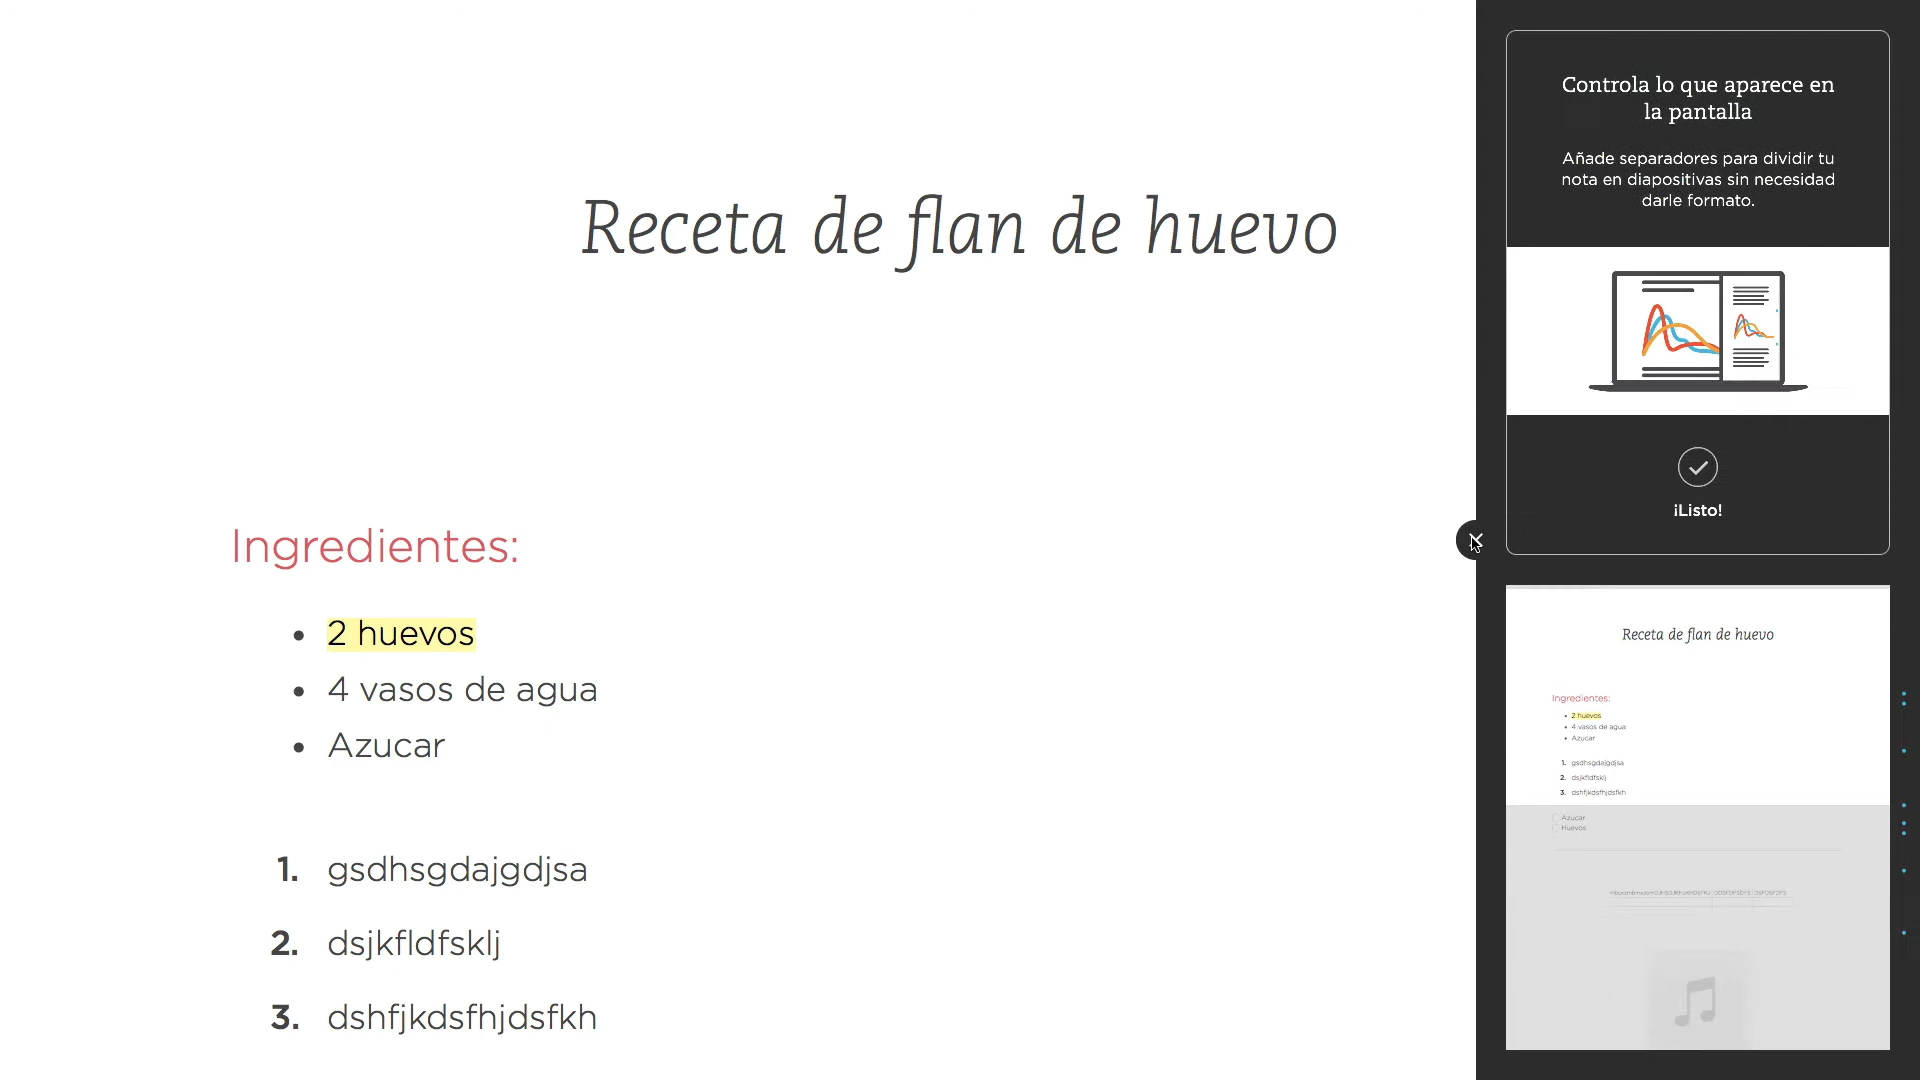 Receta de flan de huevo
Ingredientes:
• 2 huevos
• 4 vasos de agua
• Azucar
1. gsdhsgdajgdjsa
2. dsjkfldfsklj
3. dshfjkdsfhjdsfkh
Controla lo que aparece en
la pantalla
Añade separadores para dividir tu
nota en diapositivas sin necesidad
darle formato.
¡Listo!
Receta de flan de huevo
Ingredientes:
• 2 huevos
• 4 vasos de agua
• Azucar
1. gsdhsgdajgdjsa
2. dsjkfldfsklj
3. dshfjkdsfhjdsfkh
Azucar
Huevos